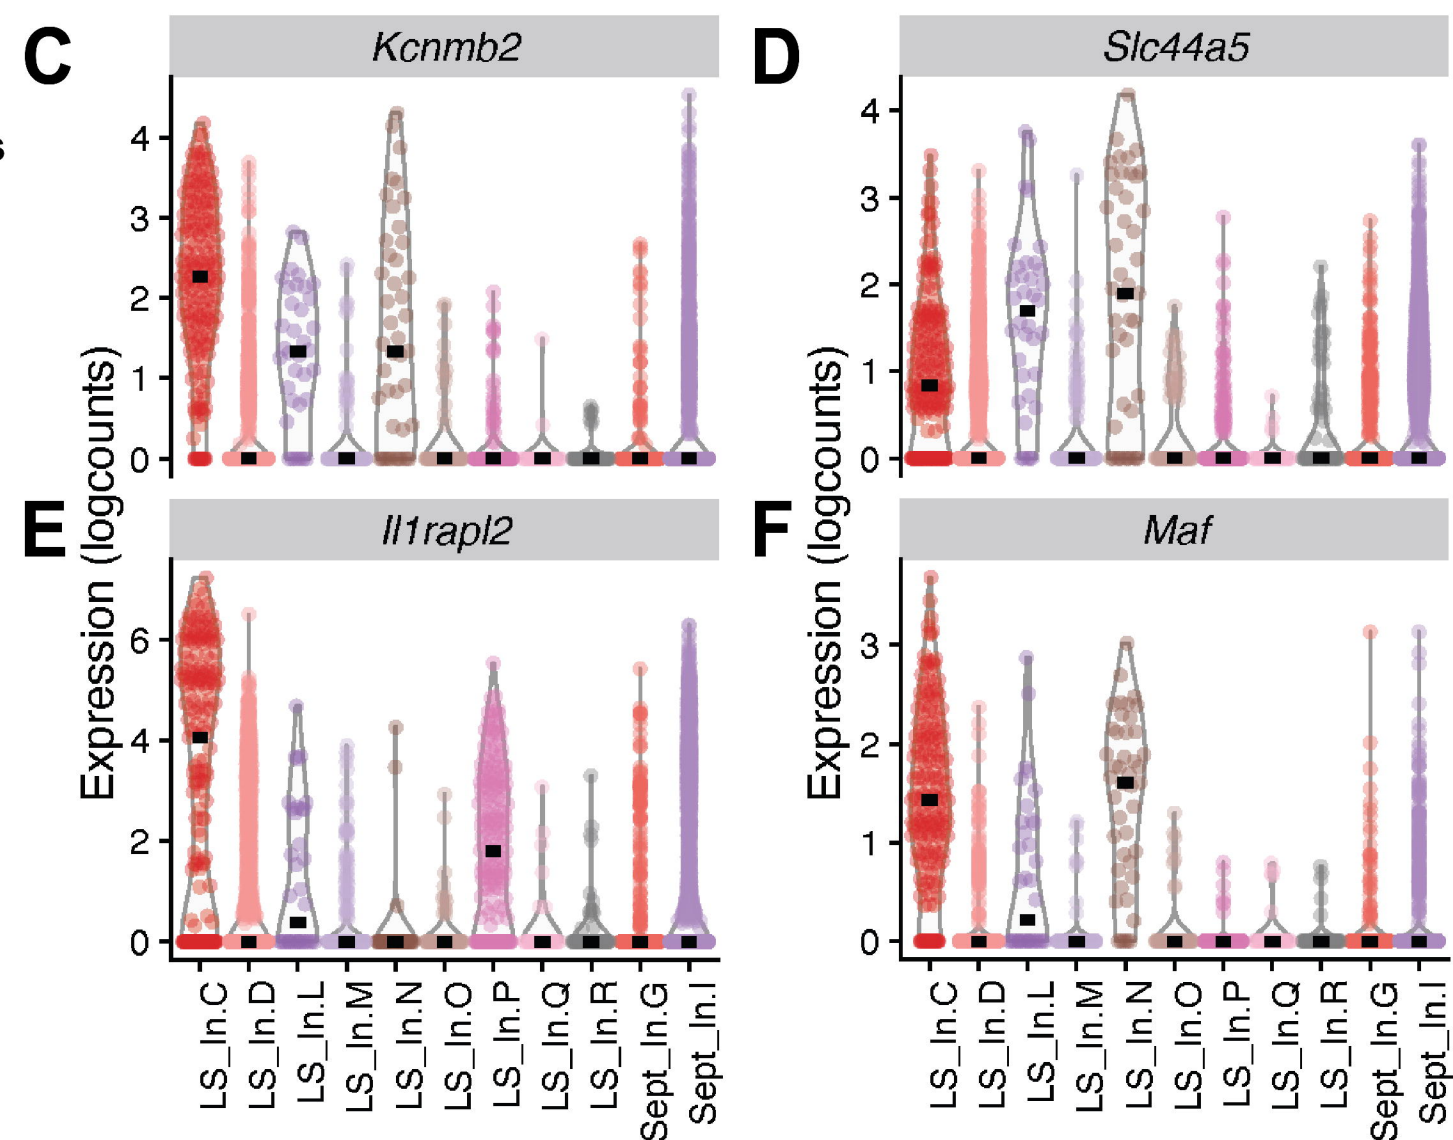 s
C
Kcnmb2
4
3
2
1
0
D
Slc44a5
4
3
2
1
0
Expression (logcounts)
Expression (logcounts)
E
Il1rapl2
6
4
2
0
LS_In.C
LS_In.D
LS_In.L
LS_In.M
LS_In.N
LS_In.O
LS_In.P
LS_In.Q
LS_In.R
Sept_In.G
Sept_In.I
F
Maf
3
2
1
0
LS_In.C
LS_In.D
LS_In.L
LS_In.M
LS_In.N
LS_In.O
LS_In.P
LS_In.Q
LS_In.R
Sept_In.G
Sept_In.I